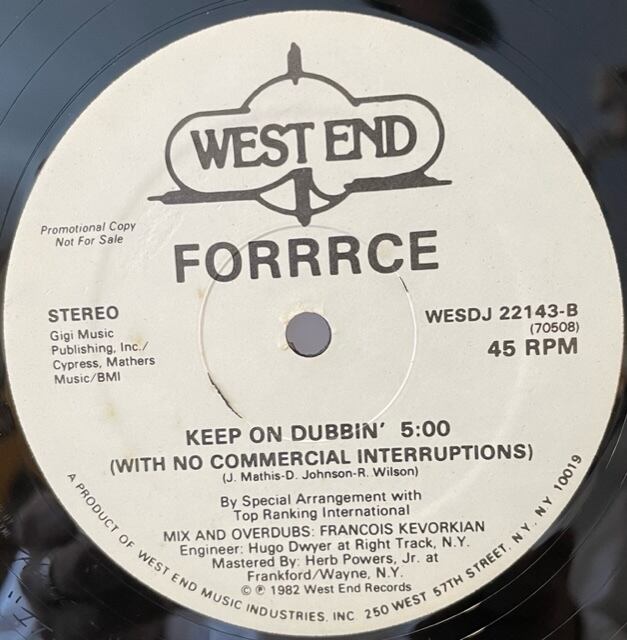 WEST END
Promotional Copy
Not For Sale
FORRRCE
STEREO
Gigi Music
Publishing, Inc./
Cypress, Mathers
Music/BMI
WESDJ 22143-B
(70508)
45 RPM
KEEP ON DUBBIN' 5:00
(WITH NO COMMERCIAL INTERRUPTIONS)
(J. Mathis-D. Johnson-R. Wilson)
By Special Arrangement with
Top Ranking International
MIX AND OVERDUBS: FRANCOIS KEVORKIAN
Engineer: Hugo Dwyer at Right Track, N.Y.
Mastered By: Herb Powers, Jr. at
Frankford/Wayne, N.Y.
© ℗ 1982 West End Records
A PRODUCT OF WEST END MUSIC INDUSTRIES, INC 250 WEST 57TH STREET, N.Y., NY 10019